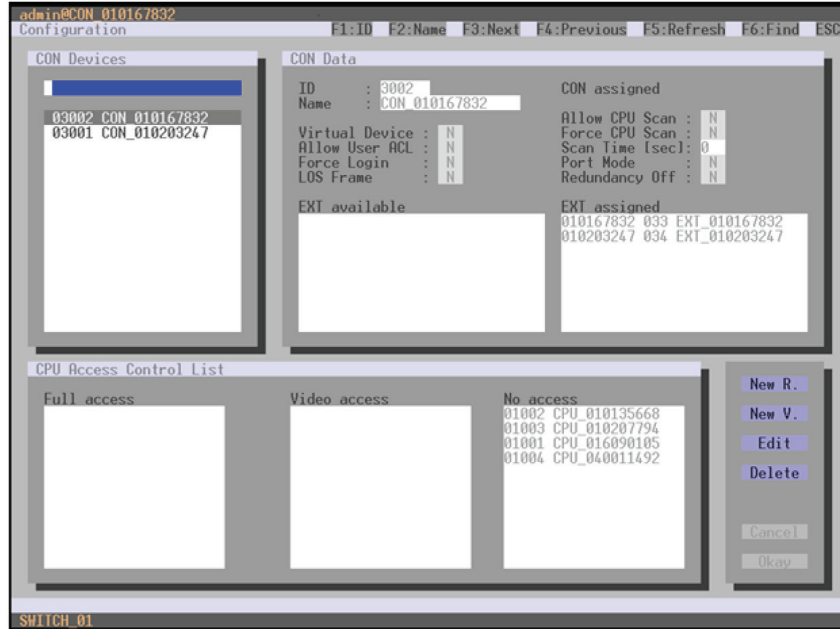 admin@CON_010167832
Configuration F1:ID F2:Name F3:Next F4:Previous F5:Refresh F6:Find ESC
CON Devices
03002 CON_010167832
03001 CON_010203247
CON Data
ID : 3002
Name : CON_010167832
Virtual Device : N
Allow User ACL : N
Force Login : N
LOS Frame : N
CON assigned
Allow CPU Scan : N
Force CPU Scan : N
Scan Time [sec]: 0
Port Mode : N
Redundancy Off : N
EXT available
EXT assigned
010167832 033 EXT_010167832
010203247 034 EXT_010203247
CPU Access Control List
Full access
Video access
No access
01002 CPU_010135668
01003 CPU_010207794
01001 CPU_016090105
01004 CPU_040011492
New R.
New V.
Edit
Delete
Cancel
Okay
SWITCH_01